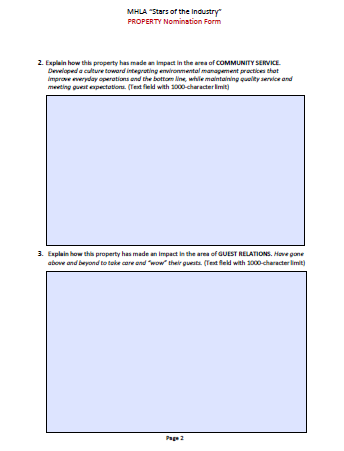 MHLA "Stars of the Industry"
PROPERTY Nomination Form
2. Explain how this property has made an impact in the area of COMMUNITY SERVICE.
Developed a culture toward integrating environmental management practices that
improve everyday operations and the bottom line, while maintaining quality service and
meeting guest expectations. (Text field with 1000-character limit)
3. Explain how this property has made an impact in the area of GUEST RELATIONS. Have gone
above and beyond to take care and "wow" their guests. (Text field with 1000-character limit)
Page 2